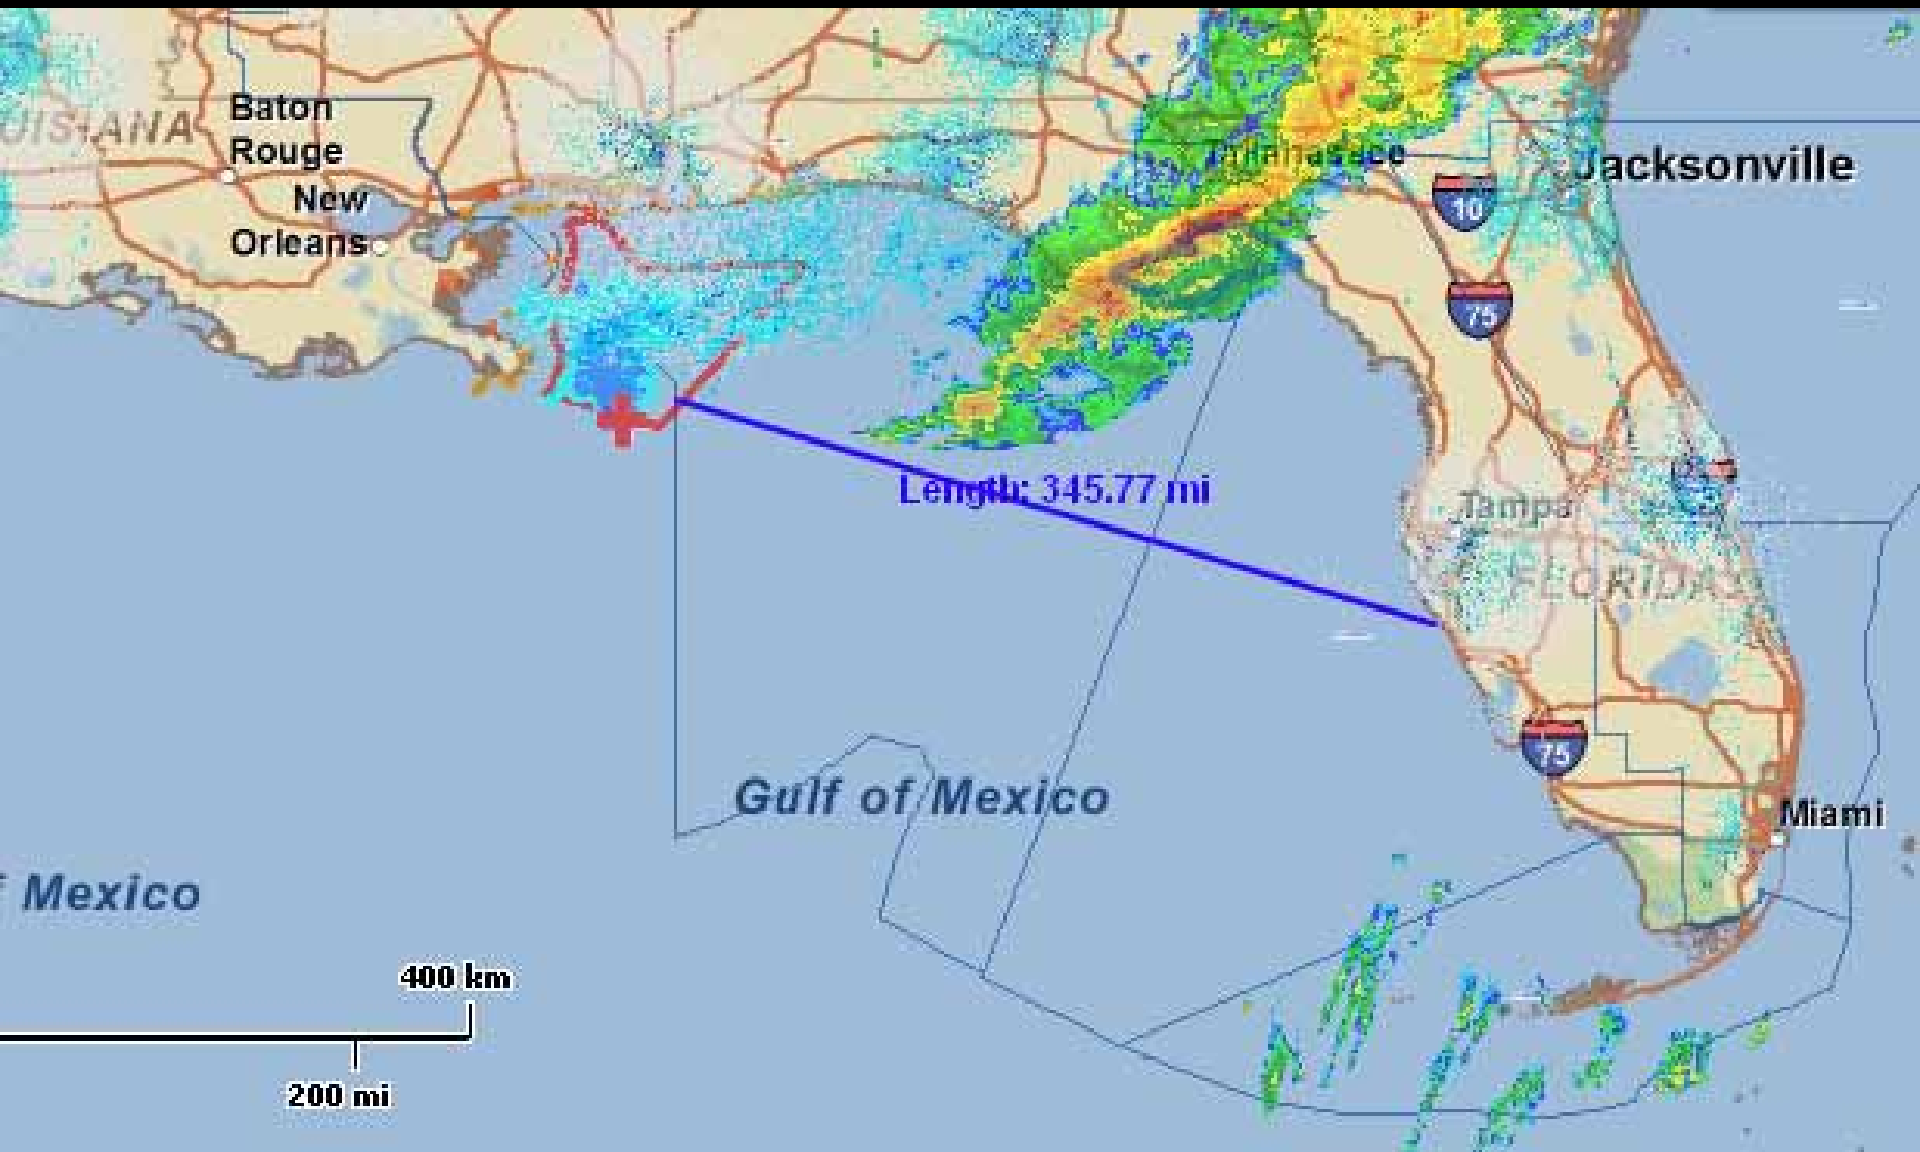 UISIANA
Baton
Rouge
New
Orleans
Tallahassee
Jacksonville
10
75
Length: 345.77 mi
Tampa
FLORIDA
75
Gulf of Mexico
Miami
f Mexico
400 km
200 mi